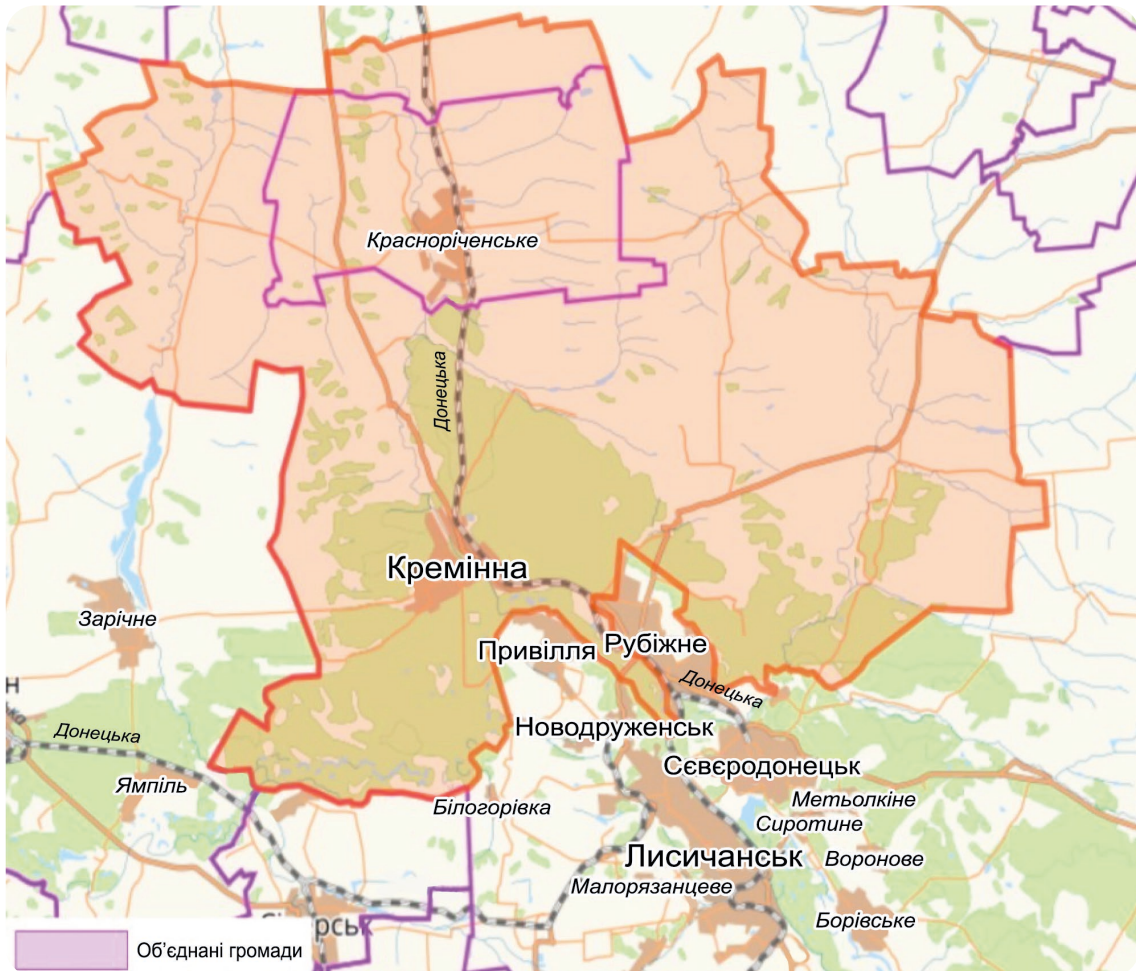 Красноріченське
Донецька
Кремінна
Зарічне
Привілля
Рубіжне
Донецька
Новодруженськ
Донецька
Сєвєродонецьк
Ямпіль
Білогорівка
Метьолкіне
Сиротине
Лисичанськ
Воронове
Малорязанцеве
Борівське
Об’єднані громади